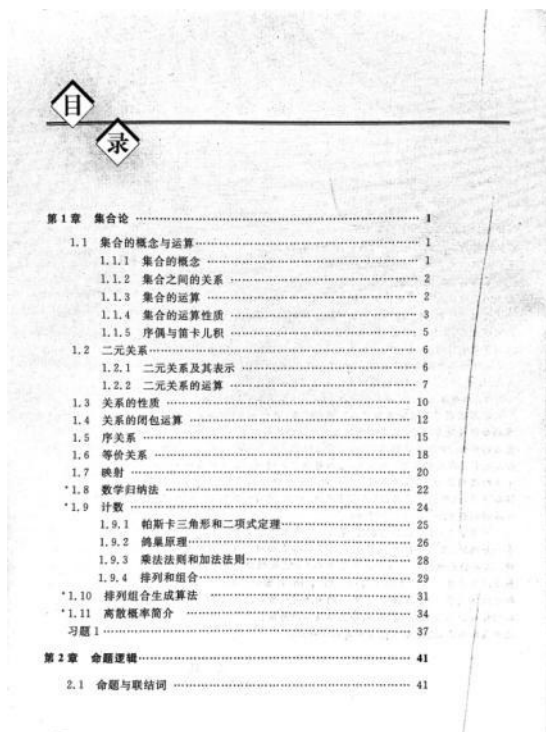 目
录
第1章 集合论 …… 1
1.1 集合的概念与运算 …… 1
1.1.1 集合的概念 …… 1
1.1.2 集合之间的关系 …… 2
1.1.3 集合的运算 …… 2
1.1.4 集合的运算性质 …… 3
1.1.5 序偶与笛卡儿积 …… 5
1.2 二元关系 …… 6
1.2.1 二元关系及其表示 …… 6
1.2.2 二元关系的运算 …… 7
1.3 关系的性质 …… 10
1.4 关系的闭包运算 …… 12
1.5 序关系 …… 15
1.6 等价关系 …… 18
1.7 映射 …… 20
*1.8 数学归纳法 …… 22
*1.9 计数 …… 24
1.9.1 帕斯卡三角形和二项式定理 …… 25
1.9.2 鸽巢原理 …… 26
1.9.3 乘法法则和加法法则 …… 28
1.9.4 排列和组合 …… 29
*1.10 排列组合生成算法 …… 31
*1.11 离散概率简介 …… 34
习题1 …… 37
第2章 命题逻辑 …… 41
2.1 命题与联结词 …… 41